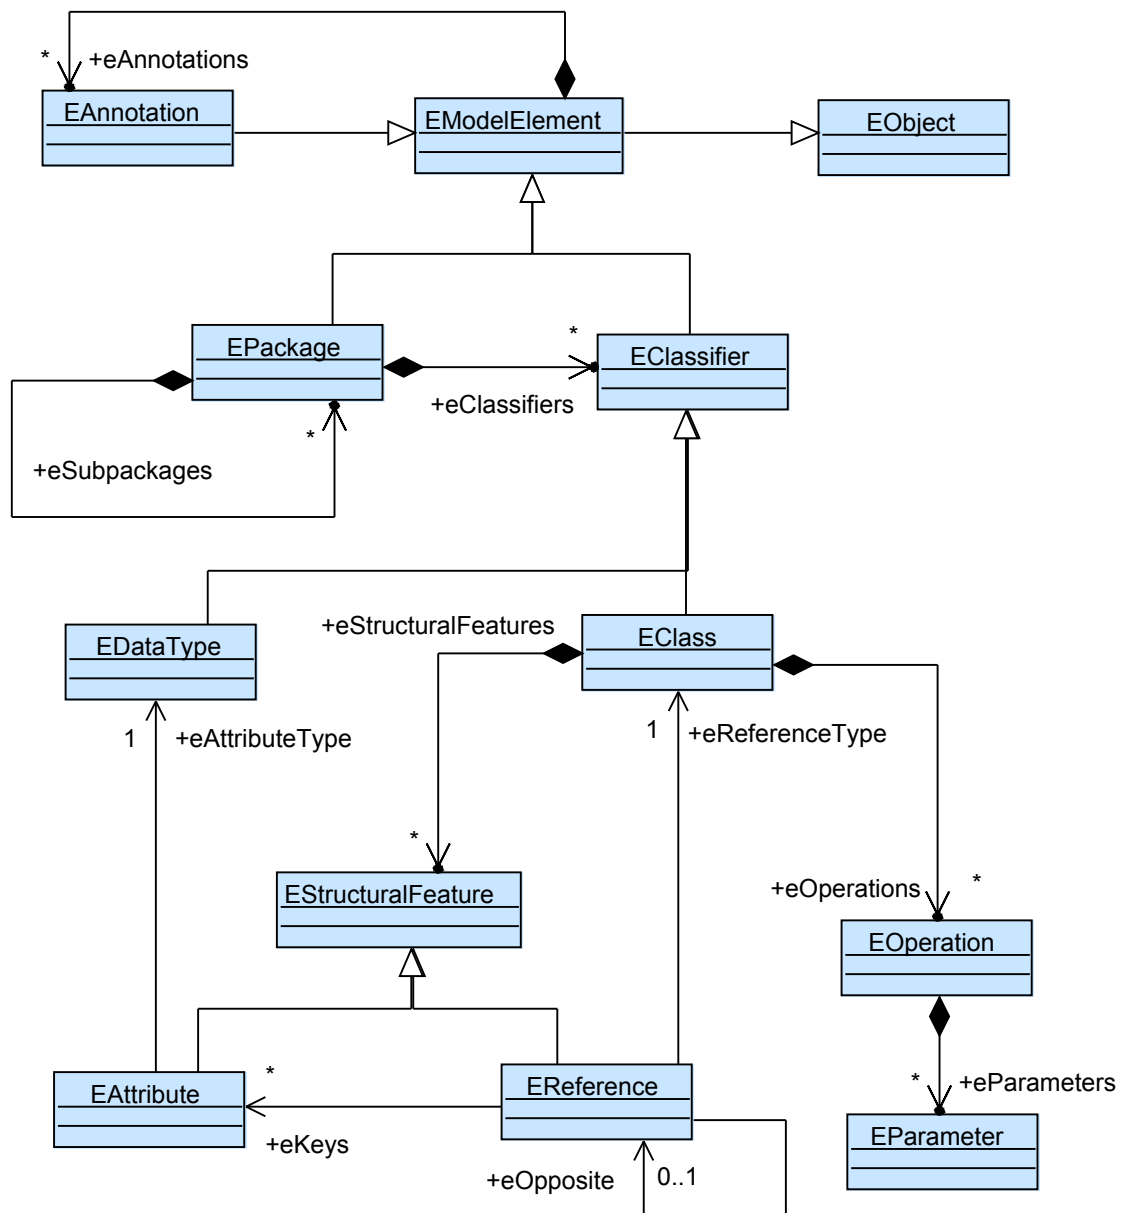 *
+eAnnotations
EAnnotation
EModelElement
EObject
EPackage
*
EClassifier
+eClassifiers
*
+eSubpackages
EDataType
+eStructuralFeatures
EClass
1
+eAttributeType
1
+eReferenceType
*
EStructuralFeature
+eOperations
*
EOperation
*
EAttribute
EReference
*
+eParameters
+eKeys
EParameter
+eOpposite
0..1